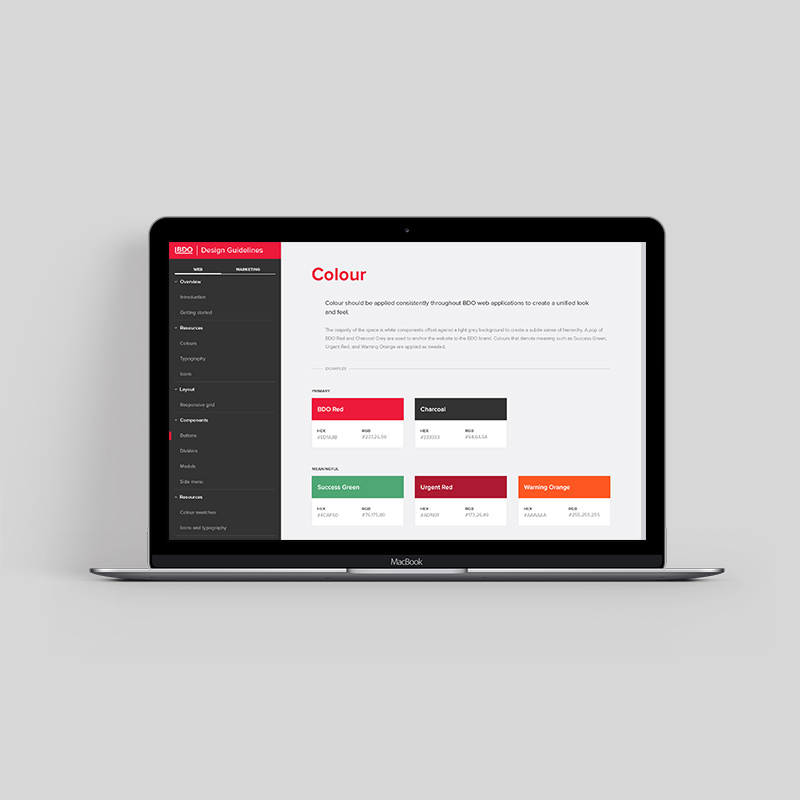 BDO | Design Guidelines
WEB MARKETING
Overview
Introduction
Getting started
Resources
Colours
Typography
Icons
Layout
Responsive grid
Components
Buttons
Dividers
Modals
Side menu
Resources
Colour swatches
Icons and typography
Colour
Colour should be applied consistently throughout BDO web applications to create a unified look
and feel.
The majority of the space is white components offset against a light grey background to create a subtle sense of hierarchy. A pop of
BDO Red and Charcoal Grey are used to anchor the website to the BDO brand. Colours that denote meaning such as Success Green,
Urgent Red, and Warning Orange are applied as needed.
EXAMPLES
PRIMARY
BDO Red Charcoal
HEX RGB HEX RGB
#333333 #64,64,64
MEANINGFUL
Success Green Urgent Red Warning Orange
HEX RGB HEX RGB HEX RGB
#4CAF50 #76,175,80 #173,26,49 #AAAAAA #255,255,255
MacBook